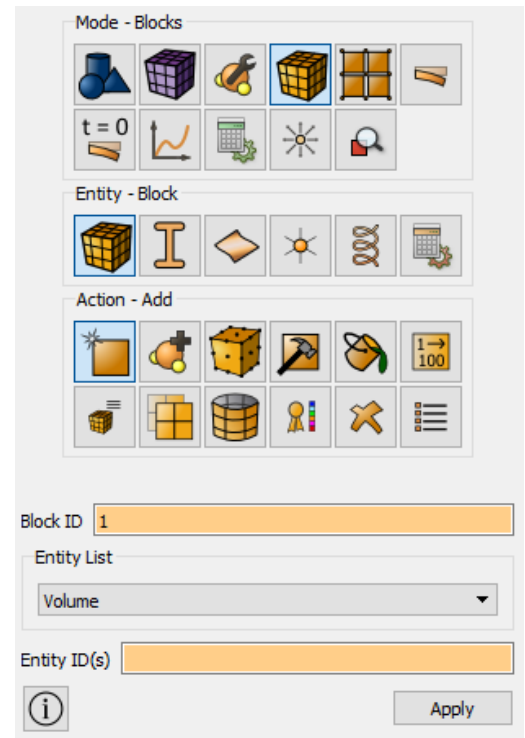 Mode - Blocks
t = 0
Entity - Block
Action - Add
1→
100
Block ID 1
Entity List
Volume
Entity ID(s)
i Apply